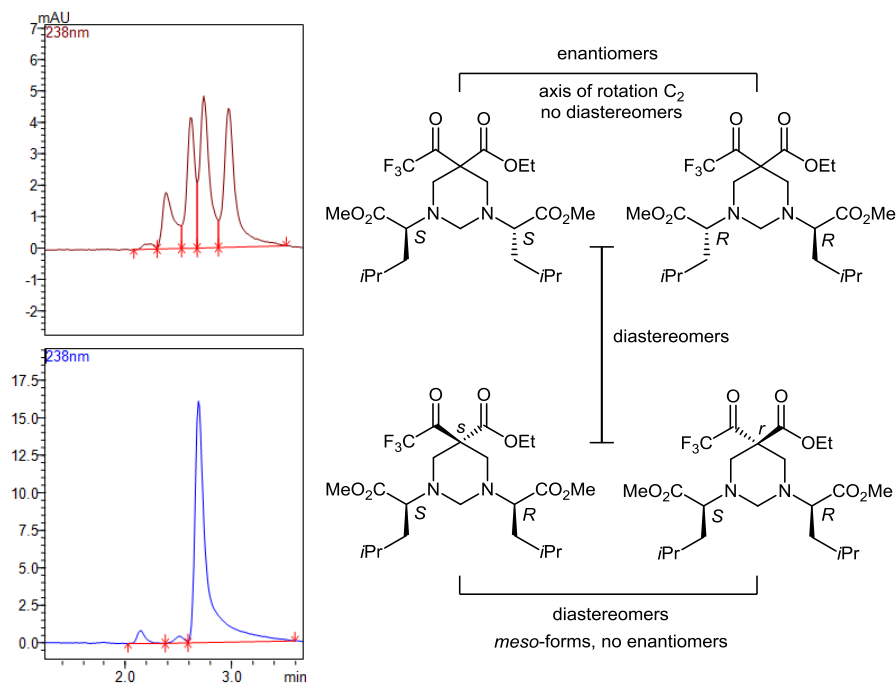 mAU
238nm
7
6
5
4
3
2
1
0
-1
-2
238nm
17.5
15.0
12.5
10.0
7.5
5.0
2.5
0.0
2.0 3.0 min
enantiomers
axis of rotation C2
no diastereomers
O O
F3C OEt
MeO2C N N CO2Me
S S
iPr iPr
O O
F3C OEt
MeO2C N N CO2Me
R R
iPr iPr
diastereomers
O O
s
F3C OEt
MeO2C N N CO2Me
S R
iPr iPr
O O
r
F3C OEt
MeO2C N N CO2Me
S R
iPr iPr
diastereomers
meso-forms, no enantiomers